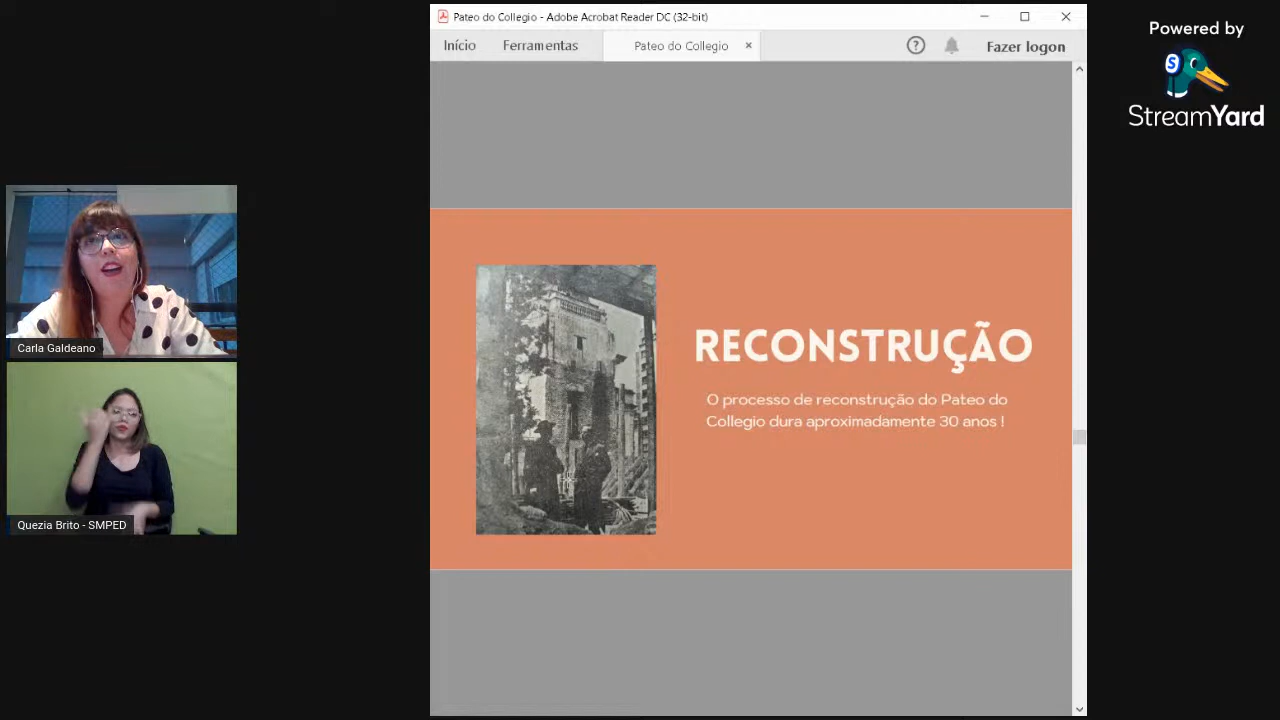 Pateo do Collegio - Adobe Acrobat Reader DC (32-bit)
Início Ferramentas Pateo do Collegio × ? Fazer logon
Powered by
S
StreamYard
Carla Galdeano
Quezia Brito - SMPED
RECONSTRUÇÃO
O processo de reconstrução do Pateo do
Collegio dura aproximadamente 30 anos !